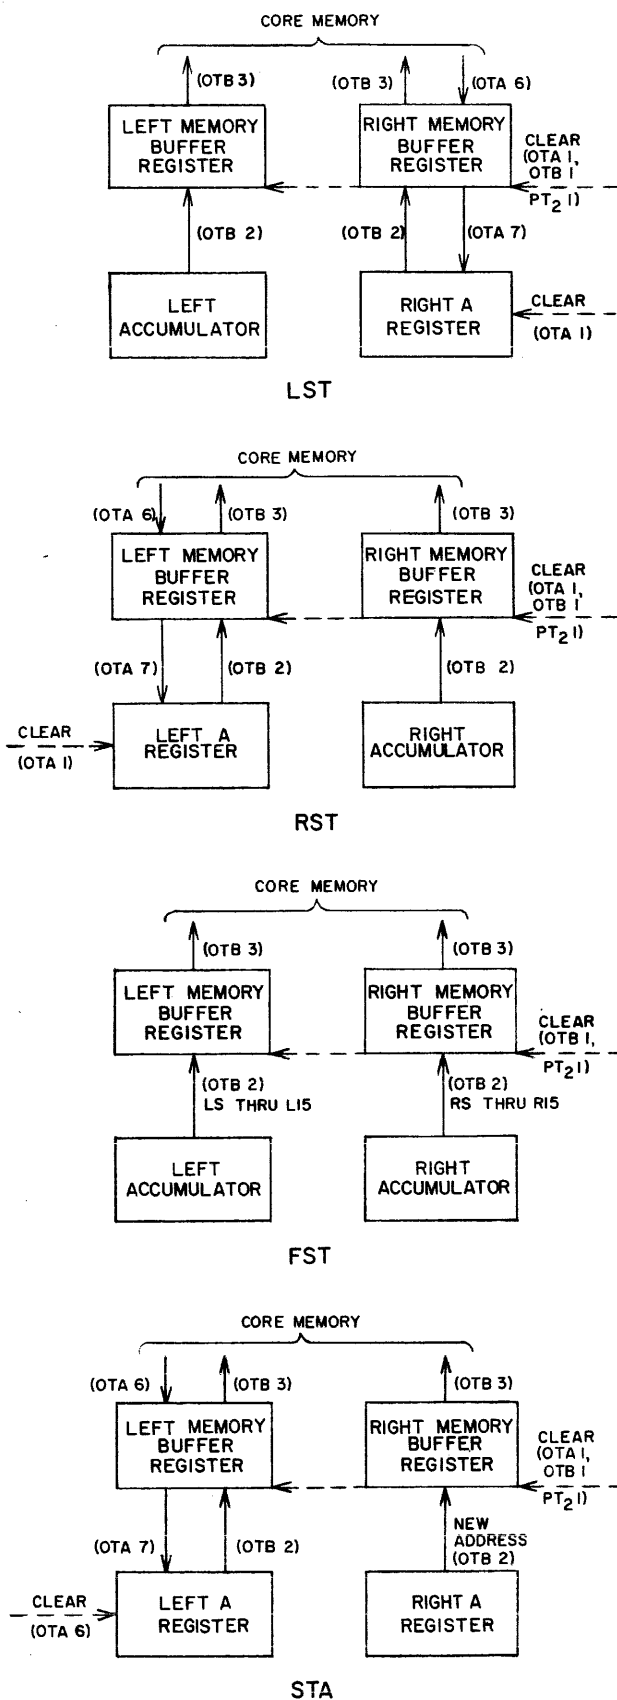 CORE MEMORY
(OTB 3)
(OTB 3)
(OTA 6)
LEFT MEMORY
BUFFER
REGISTER
RIGHT MEMORY
BUFFER
REGISTER
CLEAR
(OTA 1,
OTB 1
PT2 1)
(OTB 2)
(OTB 2)
(OTA 7)
LEFT
ACCUMULATOR
RIGHT A
REGISTER
CLEAR
(OTA 1)
LST
CORE MEMORY
(OTA 6)
(OTB 3)
(OTB 3)
LEFT MEMORY
BUFFER
REGISTER
RIGHT MEMORY
BUFFER
REGISTER
CLEAR
(OTA 1,
OTB 1
PT2 1)
(OTA 7)
(OTB 2)
(OTB 2)
CLEAR
(OTA 1)
LEFT A
REGISTER
RIGHT
ACCUMULATOR
RST
CORE MEMORY
(OTB 3)
(OTB 3)
LEFT MEMORY
BUFFER
REGISTER
RIGHT MEMORY
BUFFER
REGISTER
CLEAR
(OTB 1,
PT2 1)
(OTB 2)
LS THRU L15
(OTB 2)
RS THRU R15
LEFT
ACCUMULATOR
RIGHT
ACCUMULATOR
FST
CORE MEMORY
(OTA 6)
(OTB 3)
(OTB 3)
LEFT MEMORY
BUFFER
REGISTER
RIGHT MEMORY
BUFFER
REGISTER
CLEAR
(OTA 1,
OTB 1
PT2 1)
(OTA 7)
(OTB 2)
NEW
ADDRESS
(OTB 2)
CLEAR
(OTA 6)
LEFT A
REGISTER
RIGHT A
REGISTER
STA